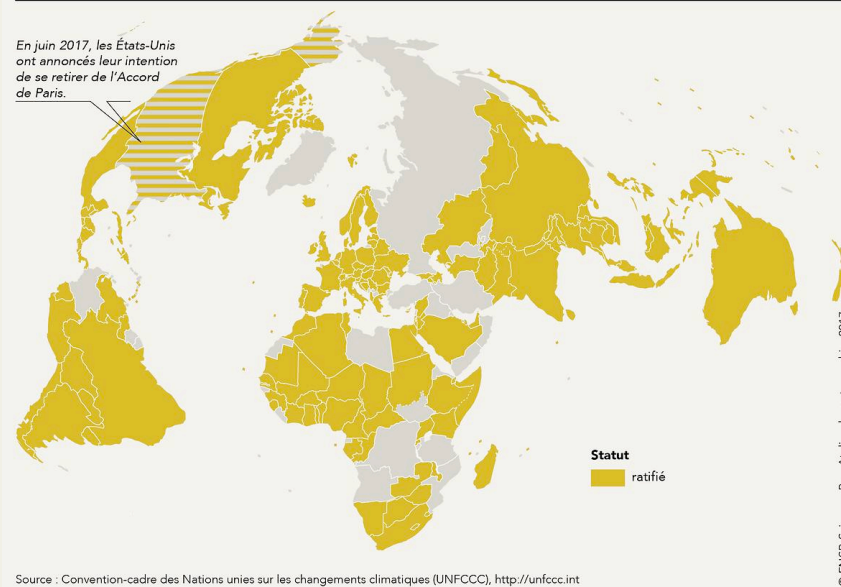 En juin 2017, les États-Unis
ont annoncés leur intention
de se retirer de l'Accord
de Paris.
Statut
ratifié
Source : Convention-cadre des Nations unies sur les changements climatiques (UNFCCC), http://unfccc.int